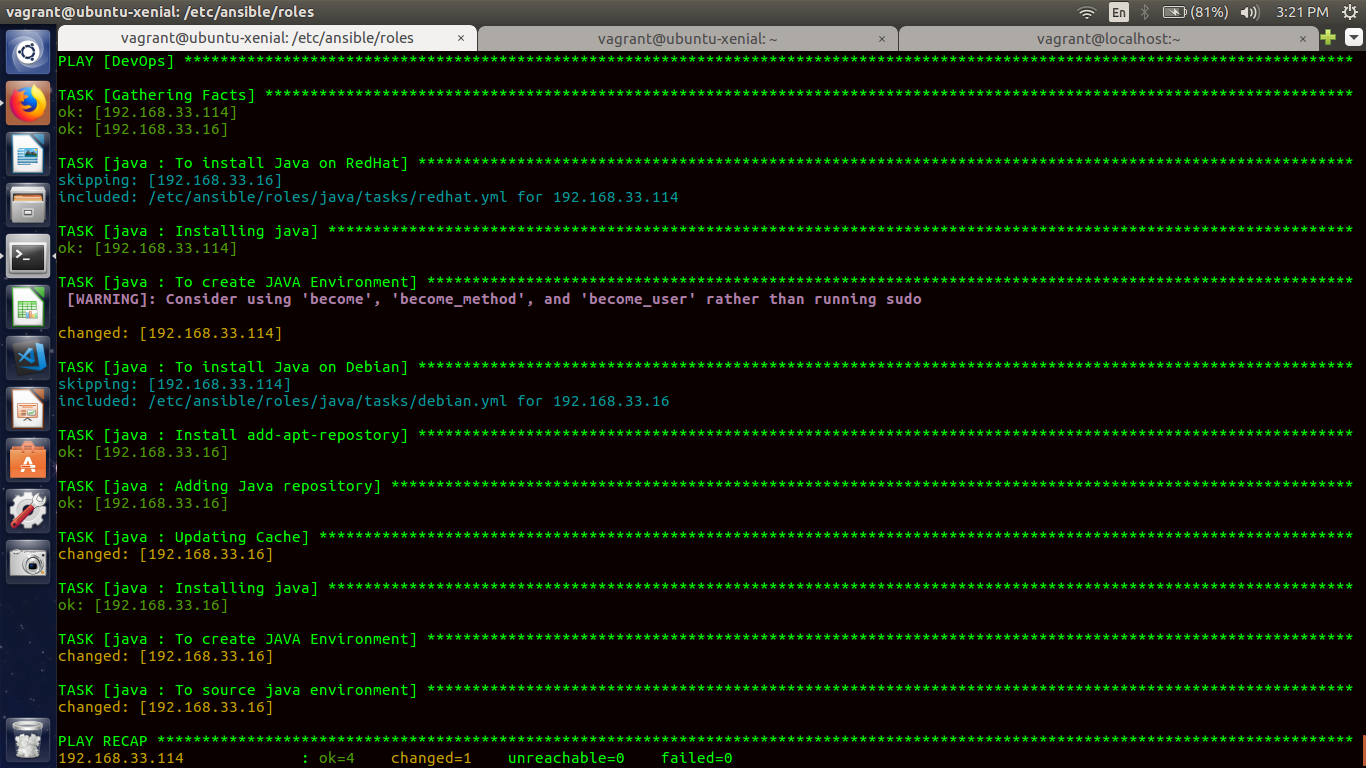 vagrant@ubuntu-xenial: /etc/ansible/roles
En
(81%)
3:21 PM
vagrant@ubuntu-xenial: /etc/ansible/roles ×
vagrant@ubuntu-xenial: ~ ×
vagrant@localhost:~ ×
PLAY [DevOps] **********************************************************************************************************************************
TASK [Gathering Facts] *************************************************************************************************************************
ok: [192.168.33.114]
ok: [192.168.33.16]
TASK [java : To install Java on RedHat] ********************************************************************************************************
skipping: [192.168.33.16]
included: /etc/ansible/roles/java/tasks/redhat.yml for 192.168.33.114
TASK [java : Installing java] ******************************************************************************************************************
ok: [192.168.33.114]
TASK [java : To create JAVA Environment] *******************************************************************************************************
[WARNING]: Consider using 'become', 'become_method', and 'become_user' rather than running sudo
changed: [192.168.33.114]
TASK [java : To install Java on Debian] ********************************************************************************************************
skipping: [192.168.33.114]
included: /etc/ansible/roles/java/tasks/debian.yml for 192.168.33.16
TASK [java : Install add-apt-repostory] ********************************************************************************************************
ok: [192.168.33.16]
TASK [java : Adding Java repository] ***********************************************************************************************************
ok: [192.168.33.16]
TASK [java : Updating Cache] *******************************************************************************************************************
changed: [192.168.33.16]
TASK [java : Installing java] ******************************************************************************************************************
ok: [192.168.33.16]
TASK [java : To create JAVA Environment] *******************************************************************************************************
changed: [192.168.33.16]
TASK [java : To source java environment] *******************************************************************************************************
changed: [192.168.33.16]
PLAY RECAP *************************************************************************************************************************************
192.168.33.114             : ok=4    changed=1    unreachable=0    failed=0